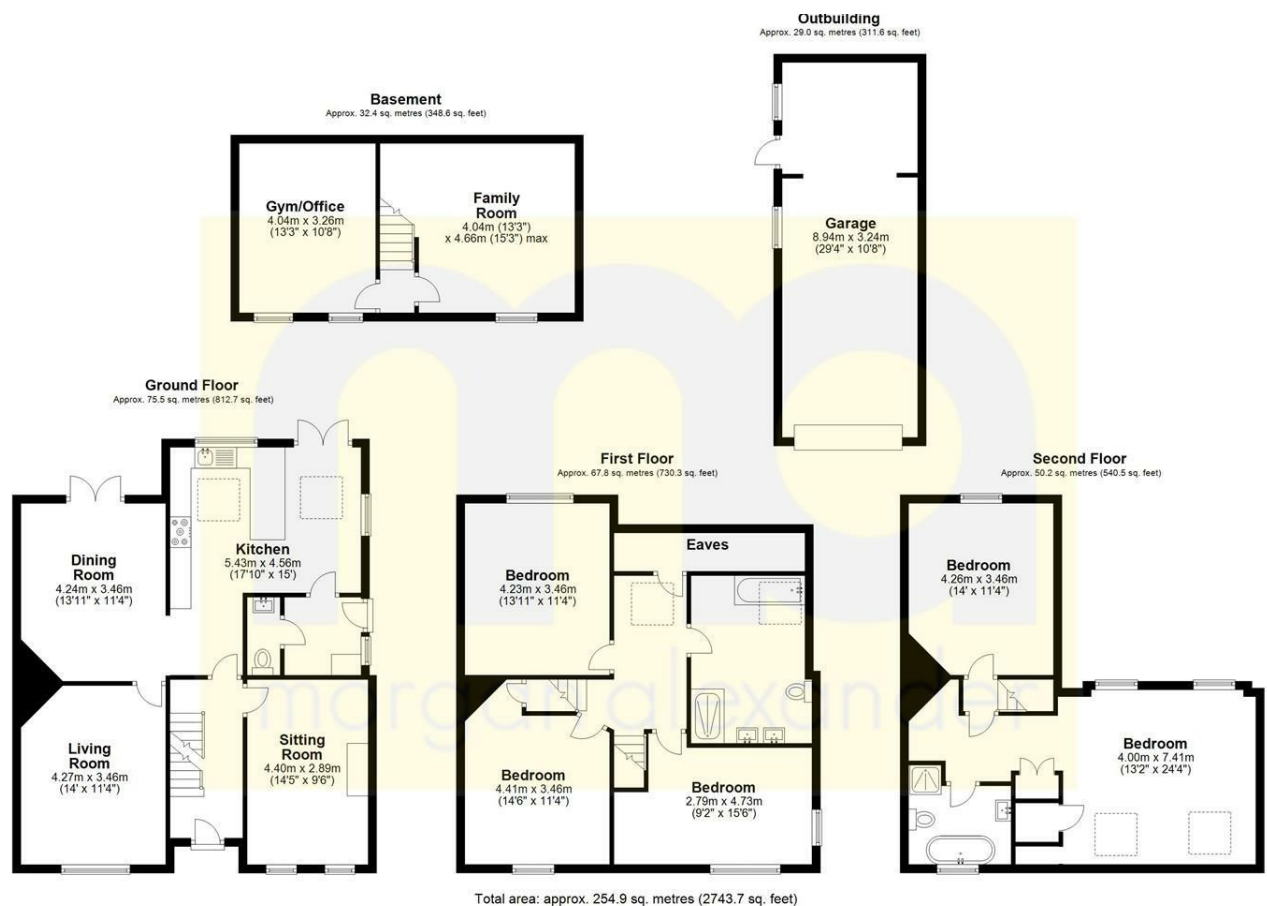 Outbuilding
Approx. 29.0 sq. metres (311.6 sq. feet)
Basement
Approx. 32.4 sq. metres (348.6 sq. feet)
Gym/Office
4.04m x 3.26m
(13'3" x 10'8")
Family
Room
4.04m (13'3")
x 4.66m (15'3") max
Garage
8.94m x 3.24m
(29'4" x 10'8")
Ground Floor
Approx. 75.5 sq. metres (812.7 sq. feet)
Kitchen
5.43m x 4.56m
(17'10" x 15')
Dining
Room
4.24m x 3.46m
(13'11" x 11'4")
Living
Room
4.27m x 3.46m
(14' x 11'4")
Sitting
Room
4.40m x 2.89m
(14'5" x 9'6")
First Floor
Approx. 67.8 sq. metres (730.3 sq. feet)
Eaves
Bedroom
4.23m x 3.46m
(13'11" x 11'4")
Bedroom
4.41m x 3.46m
(14'6" x 11'4")
Bedroom
2.79m x 4.73m
(9'2" x 15'6")
Second Floor
Approx. 50.2 sq. metres (540.5 sq. feet)
Bedroom
4.26m x 3.46m
(14' x 11'4")
Bedroom
4.00m x 7.41m
(13'2" x 24'4")
ma
morgan alexander
Total area: approx. 254.9 sq. metres (2743.7 sq. feet)